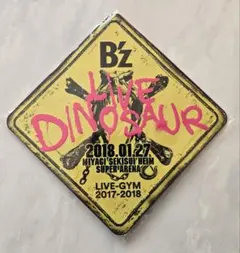 B'z
LIVE
DINOSAUR
2018.01.27
MIYAGI SEKISUI HEIM
SUPER ARENA
LIVE-GYM
2017-2018